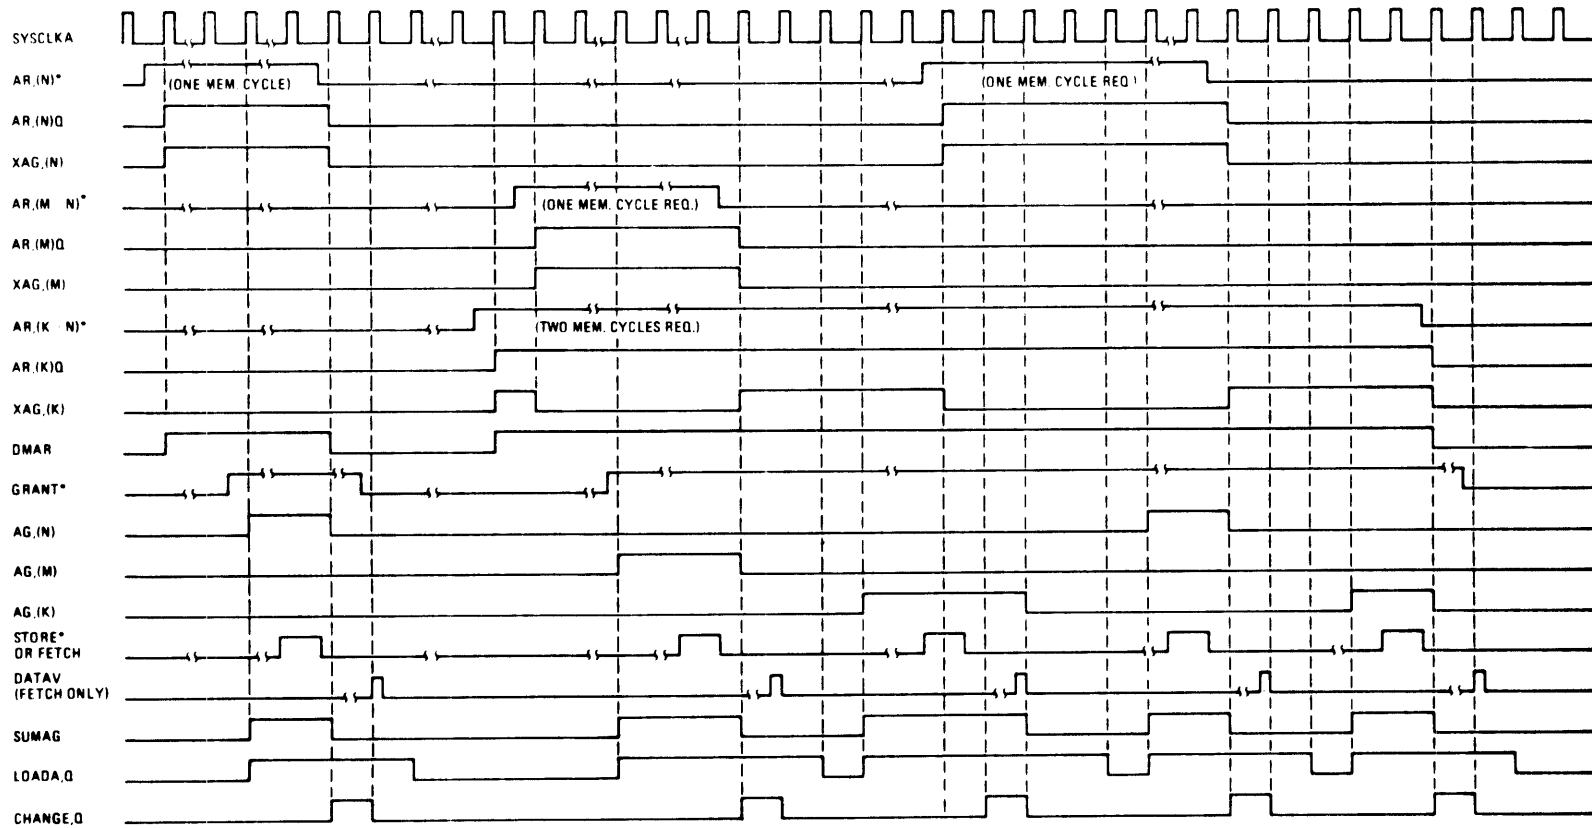 SYSCLKA
AR,(N)*
(ONE MEM. CYCLE)
(ONE MEM. CYCLE REQ.)
AR,(N)Q
XAG,(N)
AR,(M N)*
(ONE MEM. CYCLE REQ.)
AR,(M)Q
XAG,(M)
AR,(K N)*
(TWO MEM. CYCLES REQ.)
AR,(K)Q
XAG,(K)
DMAR
GRANT*
AG,(N)
AG,(M)
AG,(K)
STORE*
OR FETCH
DATAV
(FETCH ONLY)
SUMAG
LOADA,Q
CHANGE,Q